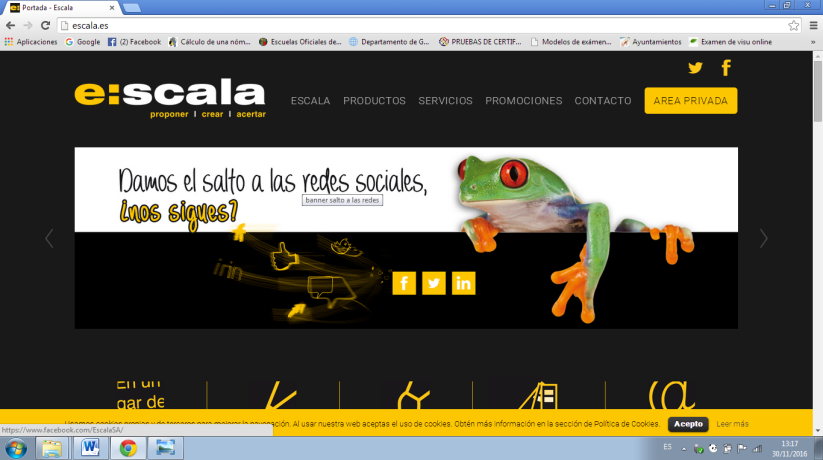 Portada - Escala
escala.es
Aplicaciones
Google
(2) Facebook
Cálculo de una nóm...
Escuelas Oficiales de...
Departamento de G...
PRUEBAS DE CERTIF...
Modelos de exámen...
Ayuntamientos
Examen de visu online
»
e:scala
proponer | crear | acertar
ESCALA
PRODUCTOS
SERVICIOS
PROMOCIONES
CONTACTO
AREA PRIVADA
Damos el salto a las redes sociales,
¿nos sigues?
banner salto a las redes
En un
gar de
Usamos cookies propias y de terceros para mejorar la navegación. Al usar nuestra web aceptas el uso de cookies. Obtén más información en la sección de Política de Cookies.
Acepto
Leer más
https://www.facebook.com/EscalaSA/
ES
13:17
30/11/2016